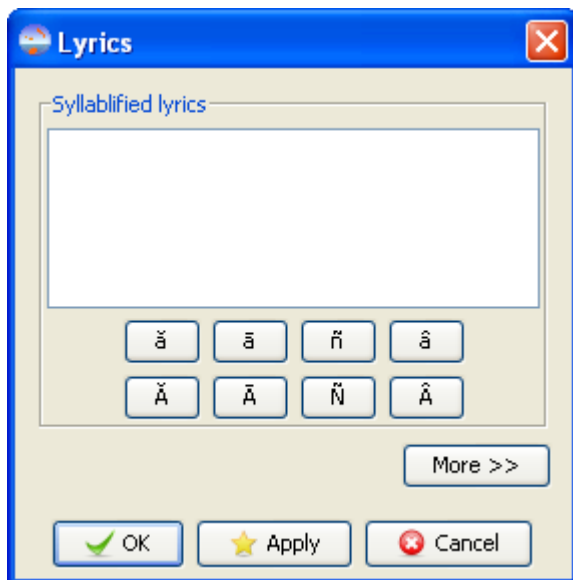 Lyrics
Syllablified lyrics
ă ā ñ â
Ă Ā Ñ Â
More >>
OK Apply Cancel